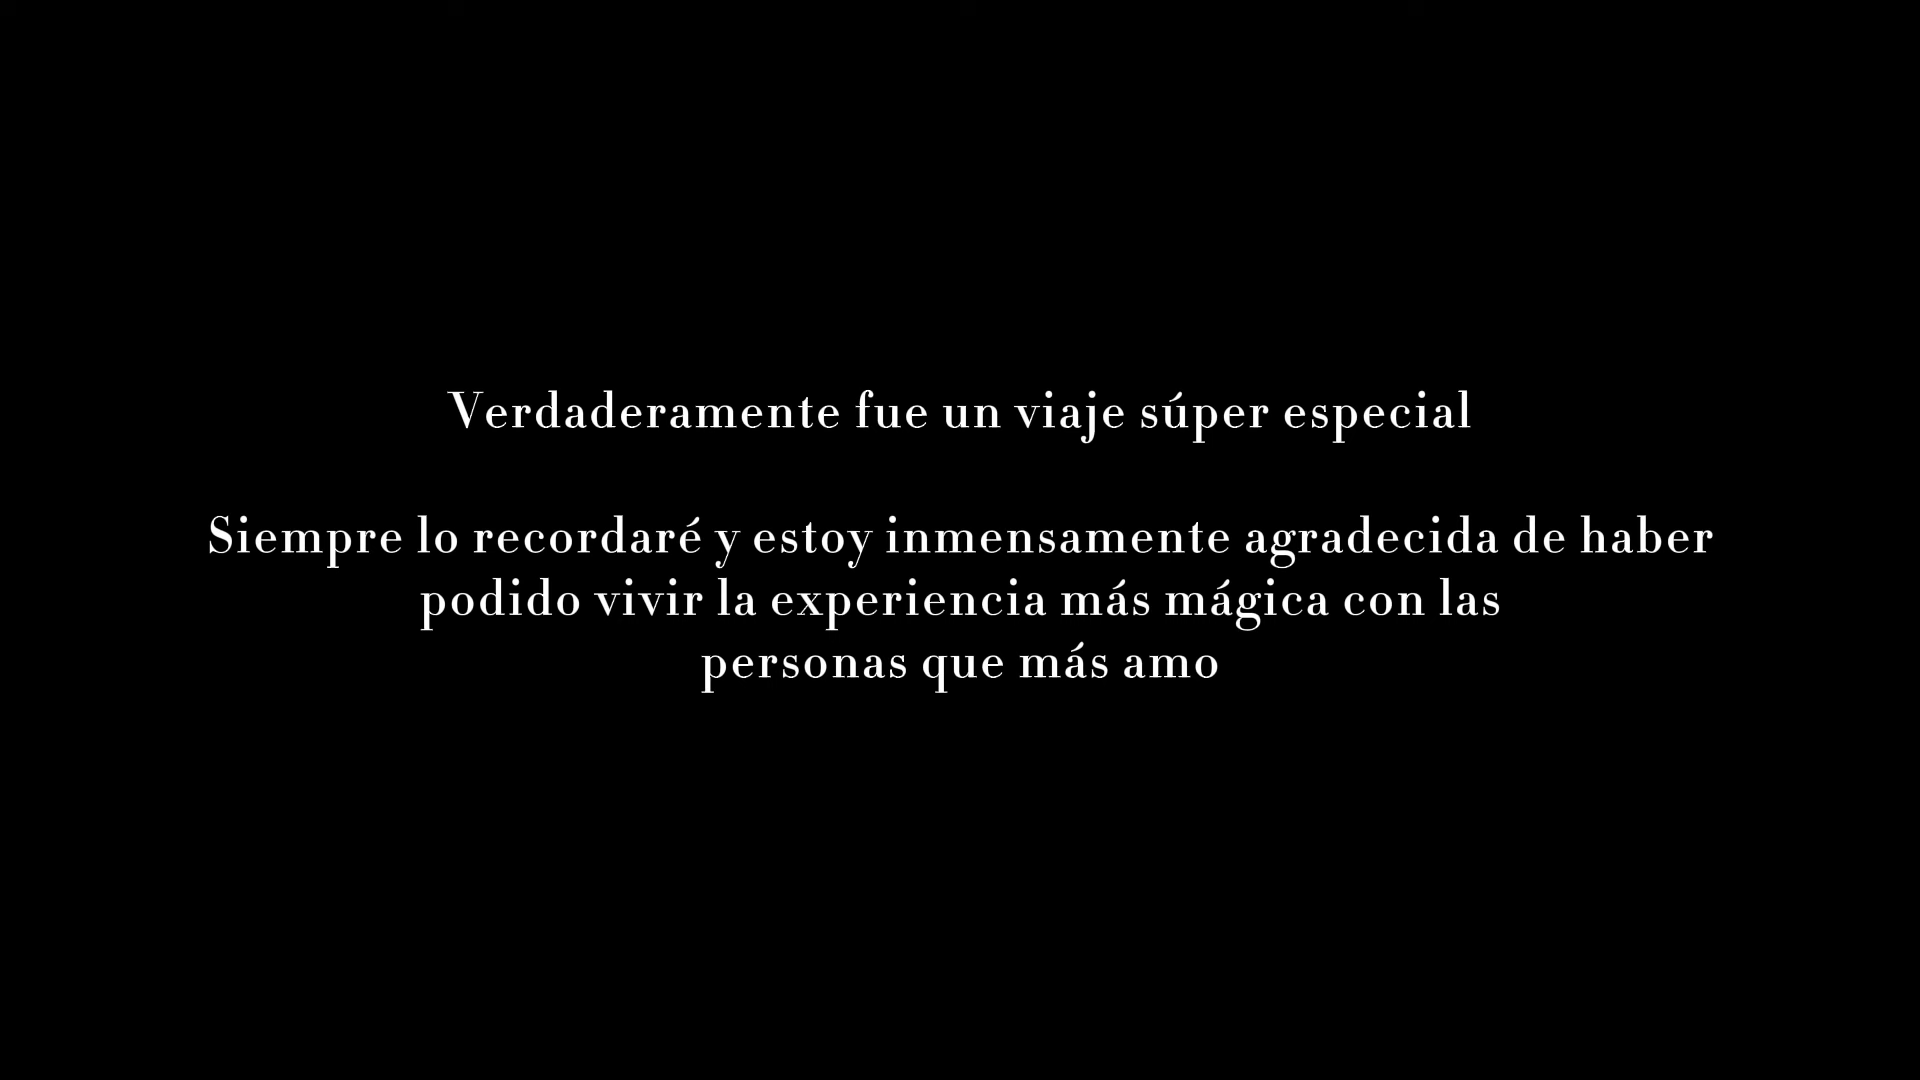 Verdaderamente fue un viaje súper especial
Siempre lo recordaré y estoy inmensamente agradecida de haber
podido vivir la experiencia más mágica con las
personas que más amo